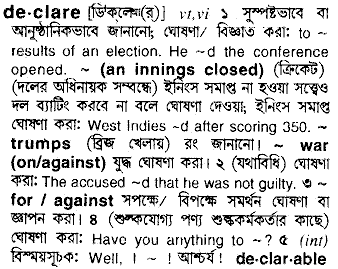 de·clare [ডিক্লেআ(র্)] vt,vi ১ সুস্পষ্টভাবে বা
আনুষ্ঠানিকভাবে জানানো; ঘোষণা/ বিজ্ঞাত করা: to ~
results of an election. He ~d the conference
opened. ~ (an innings closed) (ক্রিকেট)
(দলের অধিনায়ক সম্বন্ধে) ইনিংস সমাপ্ত না হওয়া সত্ত্বেও
দল ব্যাটিং করবে না বলে ঘোষণা দেওয়া; ইনিংস সমাপ্ত
ঘোষণা করা: West Indies ~d after scoring 350. ~
trumps (ব্রিজ খেলায়) রং জানানো। ~ war
(on/against) যুদ্ধ ঘোষণা করা। ২ (যথাবিধি) ঘোষণা
করা: The accused ~d that he was not guilty. ৩ ~
for / against সপক্ষে/ বিপক্ষে সমর্থন ঘোষণা বা
জ্ঞাপন করা। ৪ (শুল্কযোগ্য পণ্য শুল্ককর্মকর্তার কাছে)
ঘোষণা করা: Have you anything to ~? ৫ (int)
বিস্ময়সূচক: Well, I ~ ! আশ্চর্য! de·clar·able